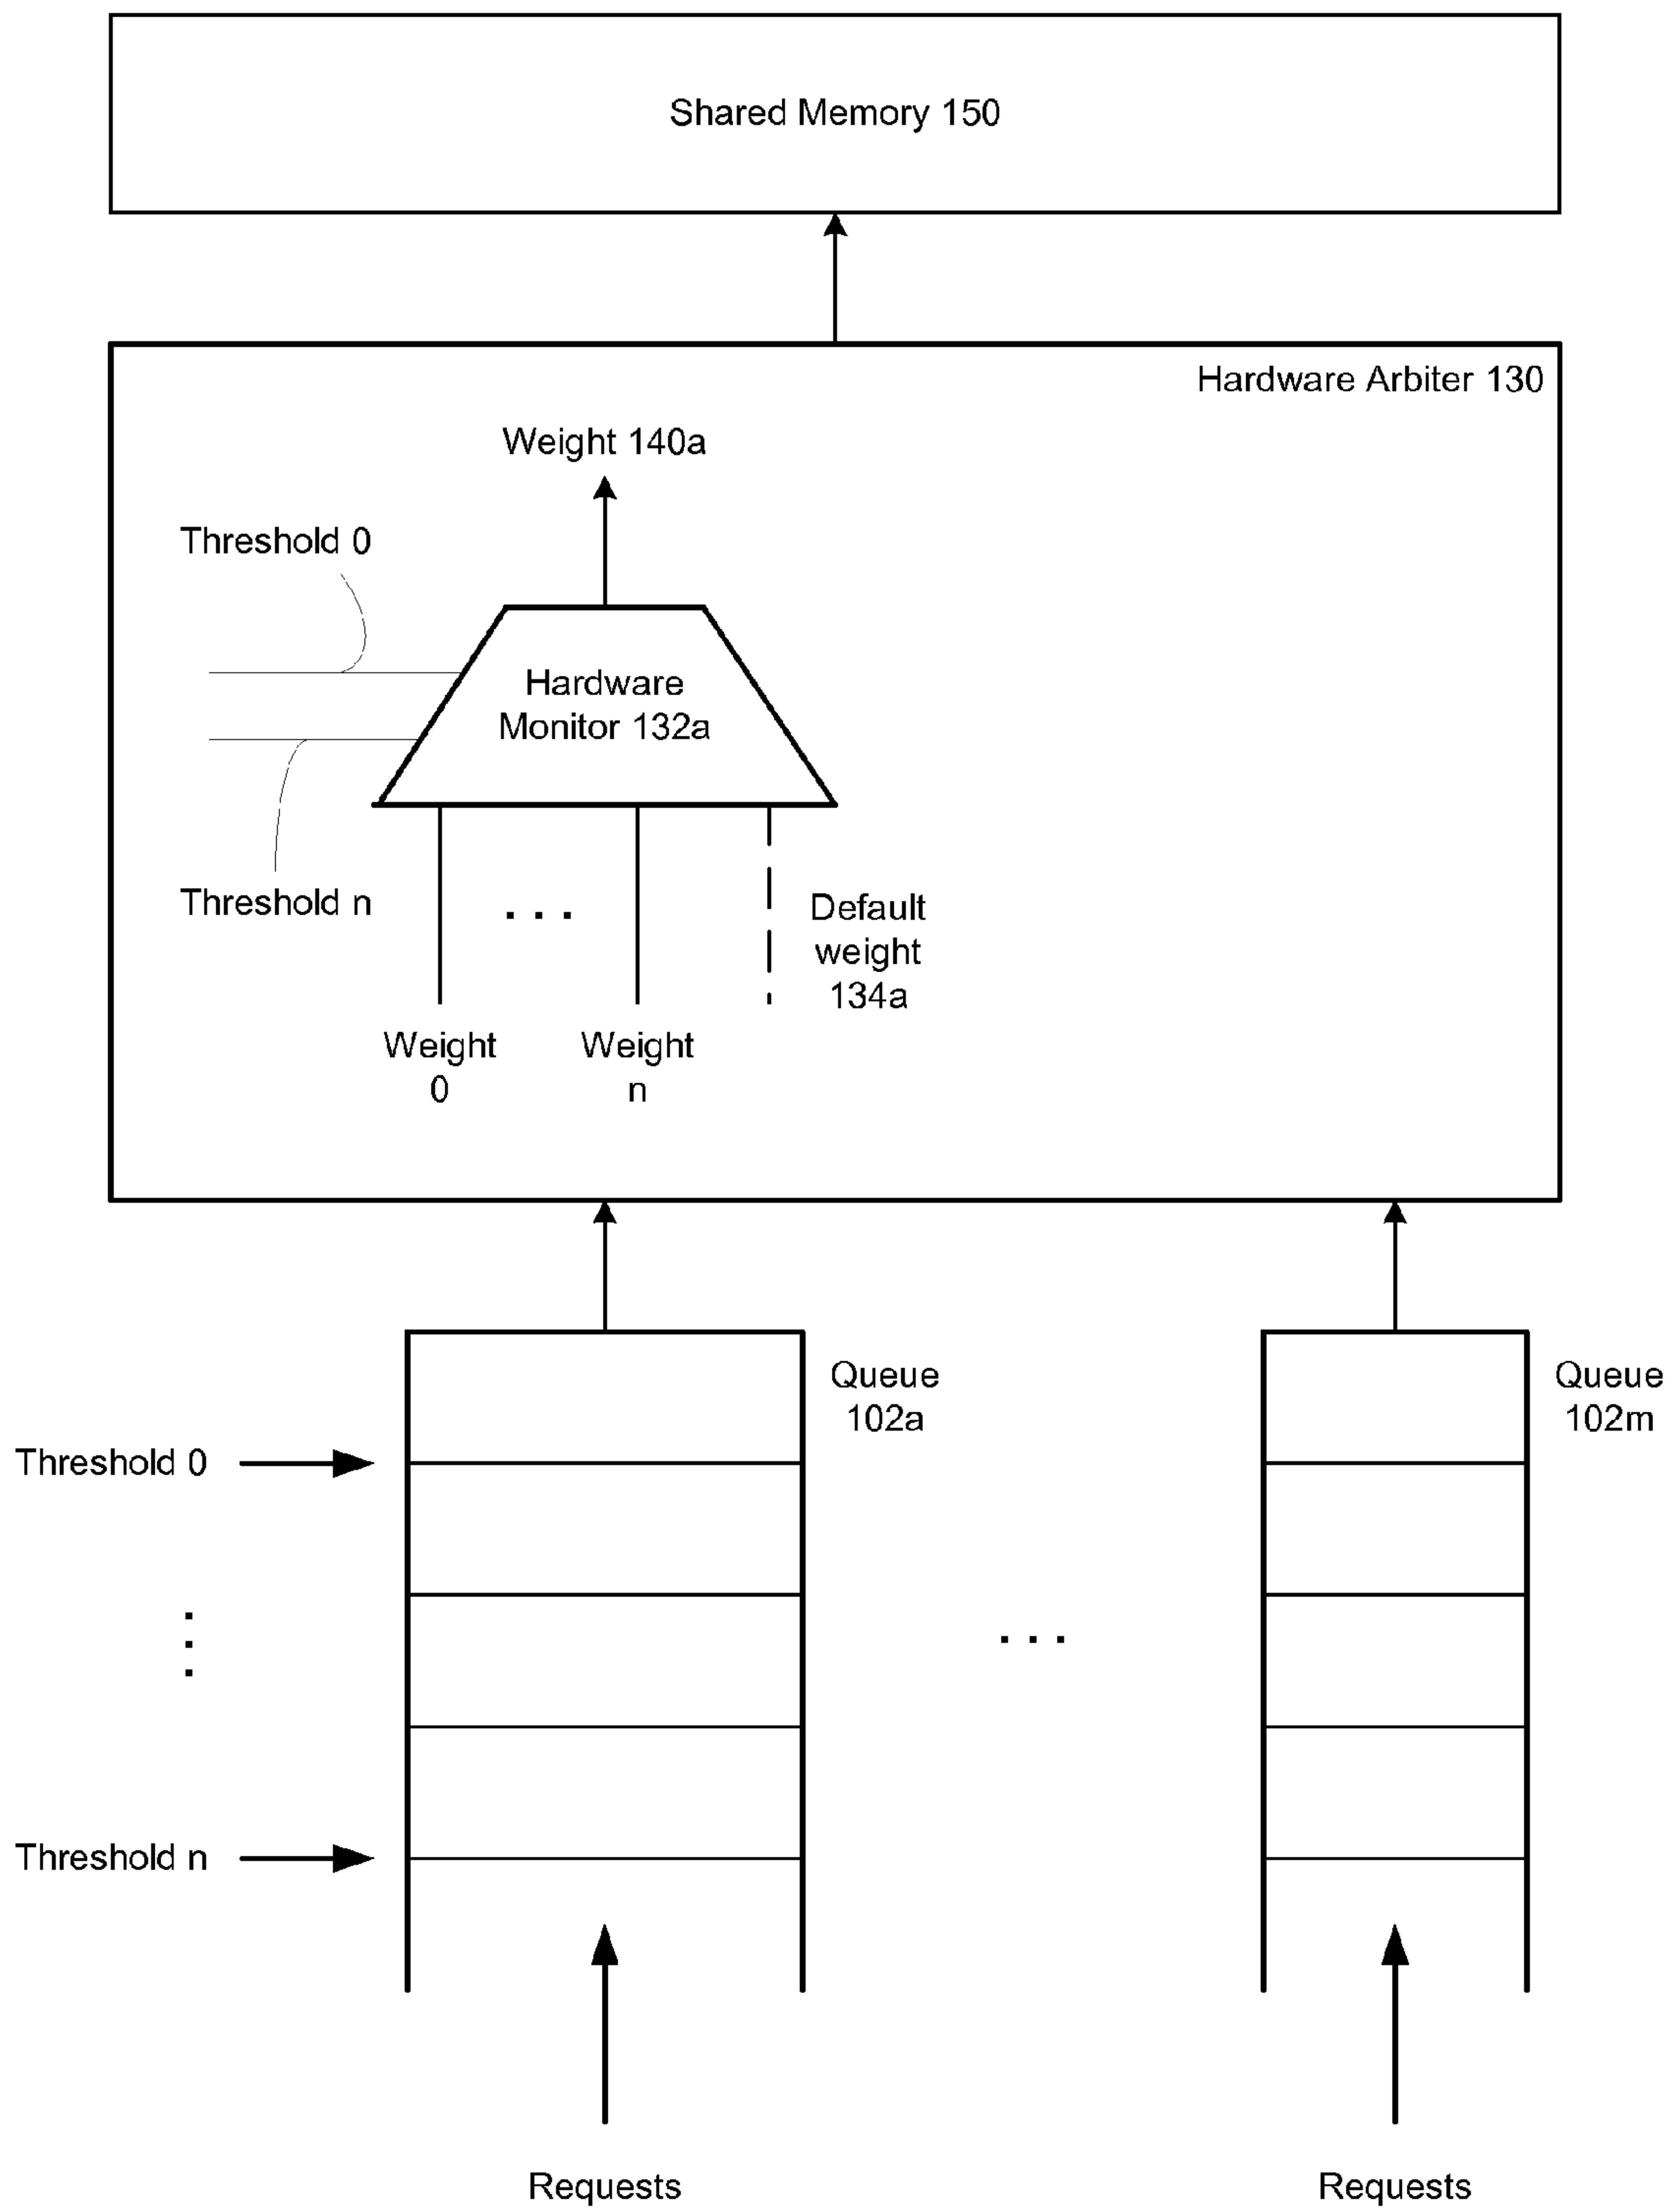 Shared Memory 150
Hardware Arbiter 130
Weight 140a
Threshold 0
Hardware
Monitor 132a
Threshold n
. . .
Default
weight
134a
Weight
0
Weight
n
Queue
102a
Queue
102m
Threshold 0
. . .
Threshold n
Requests
Requests